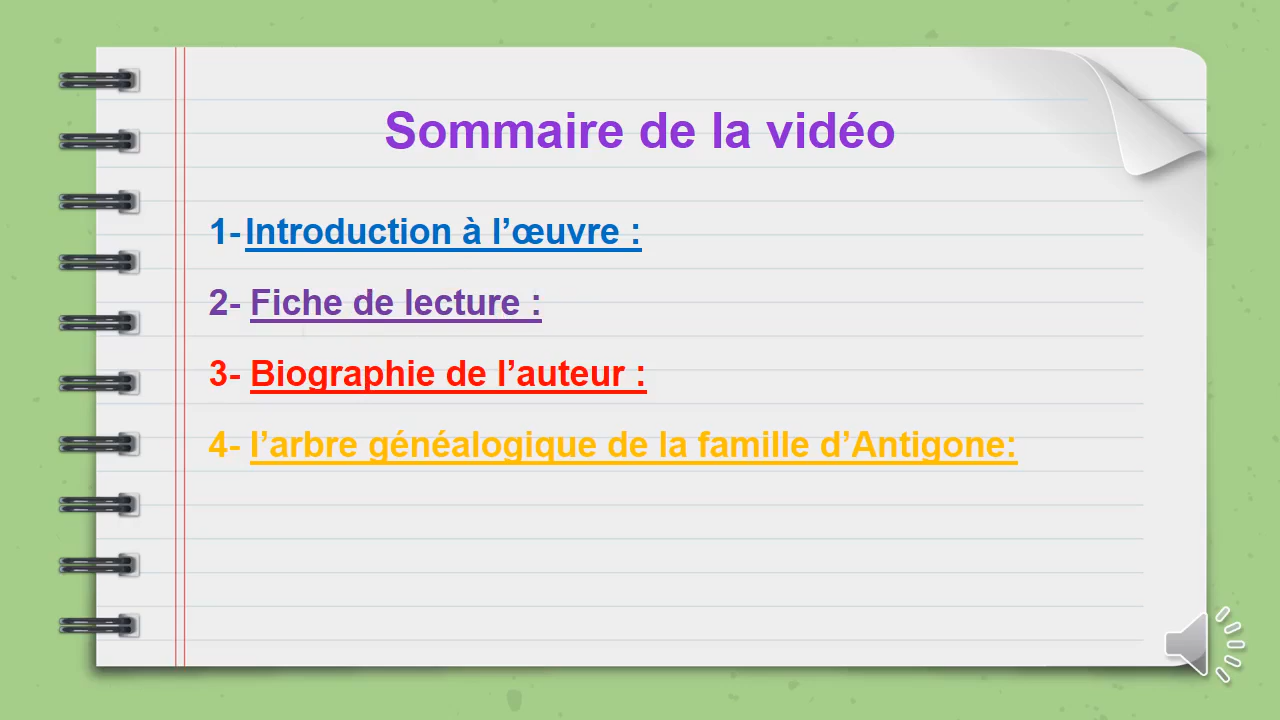 Sommaire de la vidéo
1- Introduction à l’œuvre :
2- Fiche de lecture :
3- Biographie de l’auteur :
4- l’arbre généalogique de la famille d’Antigone: